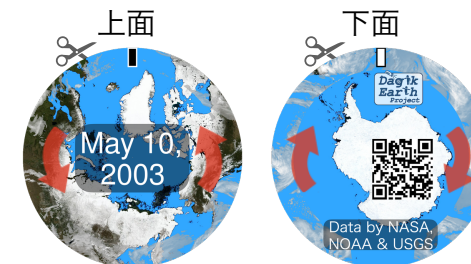 上面
下面
May 10,
2003
Dagik
Earth
Project
Data by NASA,
NOAA & USGS